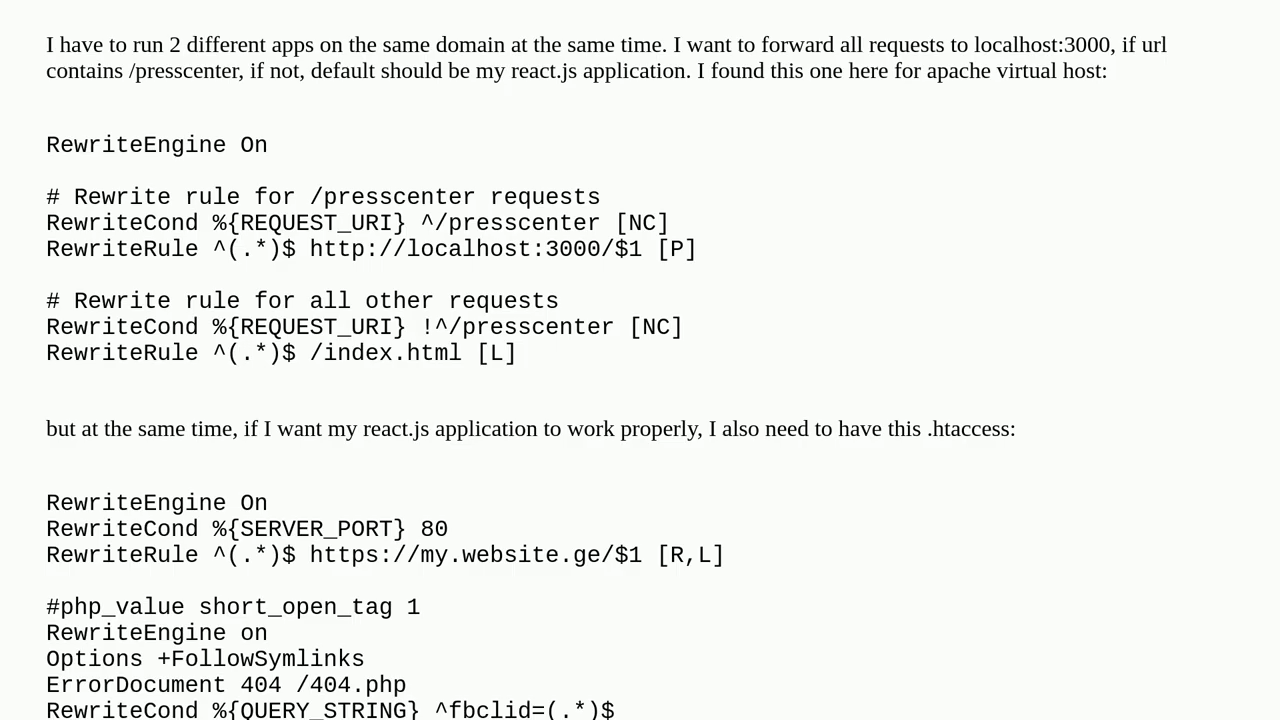 I have to run 2 different apps on the same domain at the same time. I want to forward all requests to localhost:3000, if url
contains /presscenter, if not, default should be my react.js application. I found this one here for apache virtual host:
RewriteEngine On
# Rewrite rule for /presscenter requests
RewriteCond %{REQUEST_URI} ^/presscenter [NC]
RewriteRule ^(.*)$ http://localhost:3000/$1 [P]
# Rewrite rule for all other requests
RewriteCond %{REQUEST_URI} !^/presscenter [NC]
RewriteRule ^(.*)$ /index.html [L]
but at the same time, if I want my react.js application to work properly, I also need to have this .htaccess:
RewriteEngine On
RewriteCond %{SERVER_PORT} 80
RewriteRule ^(.*)$ https://my.website.ge/$1 [R,L]
#php_value short_open_tag 1
RewriteEngine on
Options +FollowSymlinks
ErrorDocument 404 /404.php
RewriteCond %{QUERY_STRING} ^fbclid=(.*)$